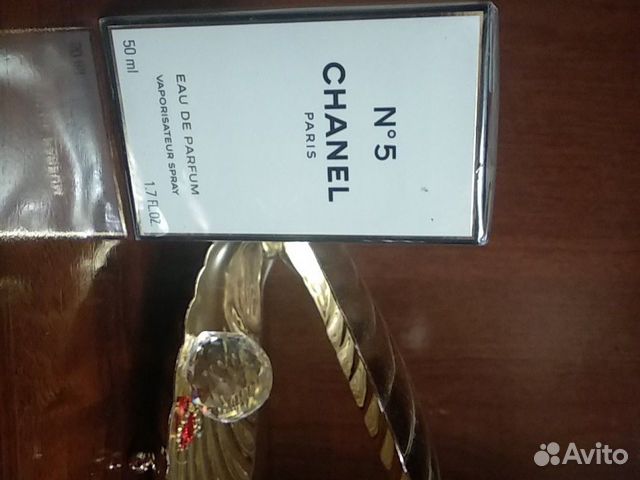 N°5
CHANEL
PARIS
EAU DE PARFUM
VAPORISATEUR SPRAY
50 ml
1.7 FL.OZ
Avito